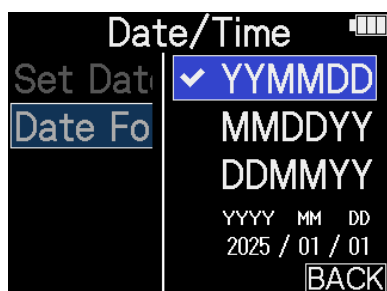 Date/Time
Set Dat
Date Fo
✔ YYMMDD
MMDDYY
DDMMYY
YYYY MM DD
2025 / 01 / 01
BACK